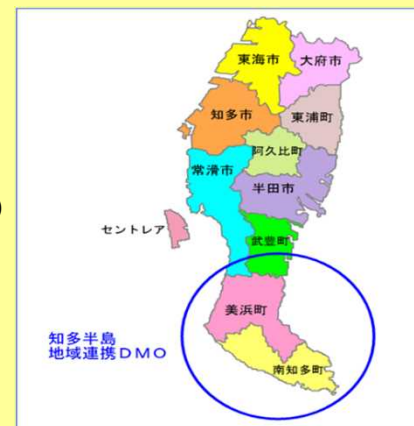 東海市
大府市
知多市
東浦町
阿久比町
常滑市
半田市
セントレア
武豊町
美浜町
知多半島
地域連携DMO
南知多町